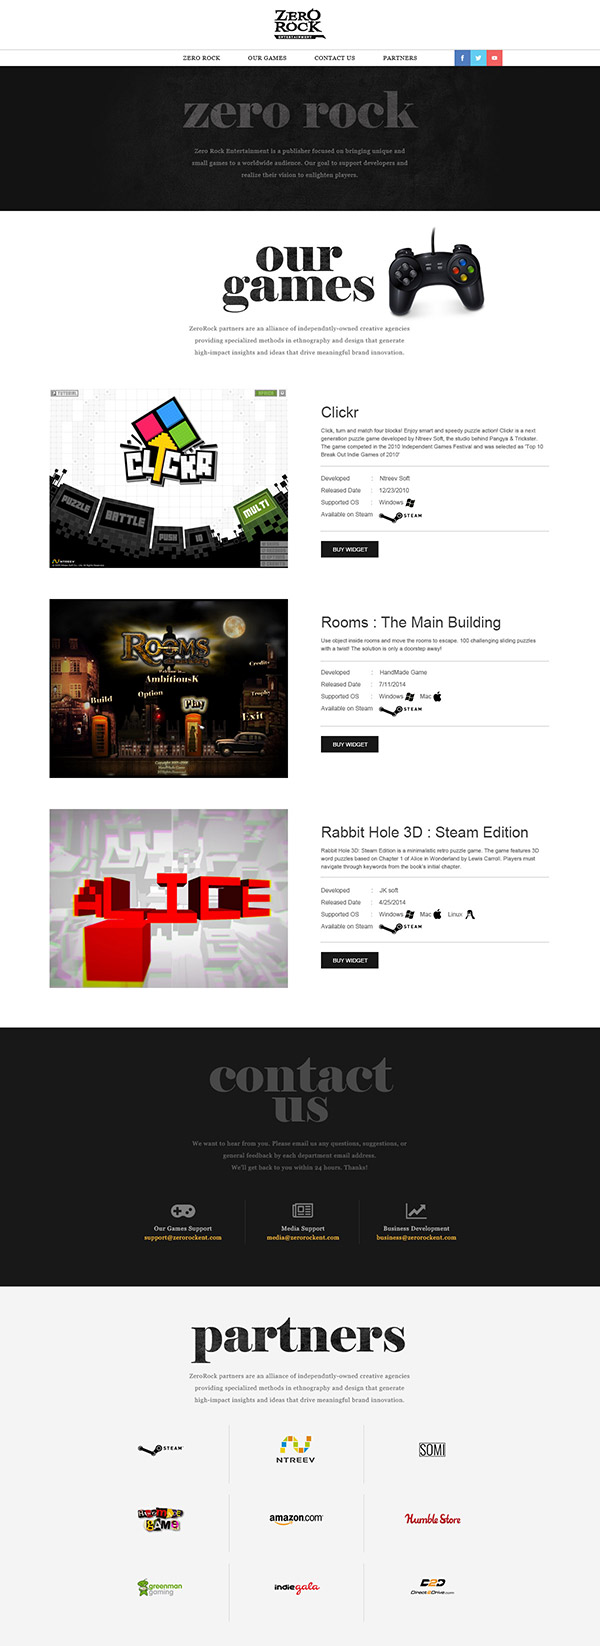 ZERO
ROCK
ENTERTAINMENT
ZERO ROCK OUR GAMES CONTACT US PARTNERS
zero rock
Zero Rock Entertainment is a publisher focused on bringing unique and
small games to a worldwide audience. Our goal to support developers and
realize their vision to enlighten players.
our
games
ZeroRock partners are an alliance of independntly-owned creative agencies
providing specialized methods in ethnography and design that generate
high-impact insights and ideas that drive meaningful brand innovation.
TUTORIAL
CLICKR
PUZZLE
BATTLE
PUSH
IQ
MULTI
NTREEV
Clickr
Click, turn and match four blocks! Enjoy smart and speedy puzzle action! Clickr is a next
generation puzzle game developed by Ntreev Soft, the studio behind Pangya & Trickster.
The game competed in the 2010 Independent Games Festival and was selected as 'Top 10
Break Out Indie Games of 2010'
Developed : Ntreev Soft
Released Date : 12/23/2010
Supported OS : Windows
Available on Steam STEAM
BUY WIDGET
ROOMS
AmbitiousK
Credits
Build
Option
Play
Trophy
Exit
Rooms : The Main Building
Use object inside rooms and move the rooms to escape. 100 challenging sliding puzzles
with a twist! The solution is only a doorstep away!
Developed : HandMade Game
Released Date : 7/11/2014
Supported OS : Windows Mac
Available on Steam STEAM
BUY WIDGET
ALICE
Rabbit Hole 3D : Steam Edition
Rabbit Hole 3D: Steam Edition is a minimalistic retro puzzle game. The game features 3D
word puzzles based on Chapter 1 of Alice in Wonderland by Lewis Carroll. Players must
navigate through keywords from the book's initial chapter.
Developed : JK soft
Released Date : 4/25/2014
Supported OS : Windows Mac Linux
Available on Steam STEAM
BUY WIDGET
contact
us
We want to hear from you. Please email us any questions, suggestions, or
general feedback by each department email address.
We'll get back to you within 24 hours. Thanks!
Our Games Support Media Support Business Development
support@zerorockent.com media@zerorockent.com business@zerorockent.com
partners
ZeroRock partners are an alliance of independntly-owned creative agencies
providing specialized methods in ethnography and design that generate
high-impact insights and ideas that drive meaningful brand innovation.
STEAM NTREEV SOMI
HANDMADE GAME amazon.com Humble Store
greenman gaming indiegala D2D Direct2Drive.com